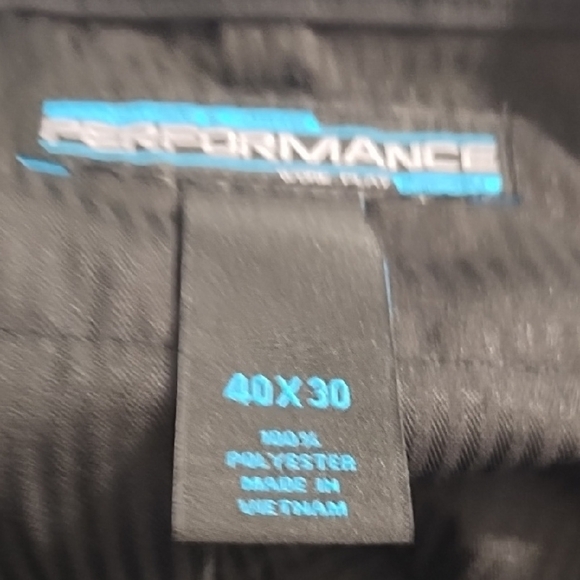 PERFORMANCE
40X30
100%
POLYESTER
MADE IN
VIETNAM